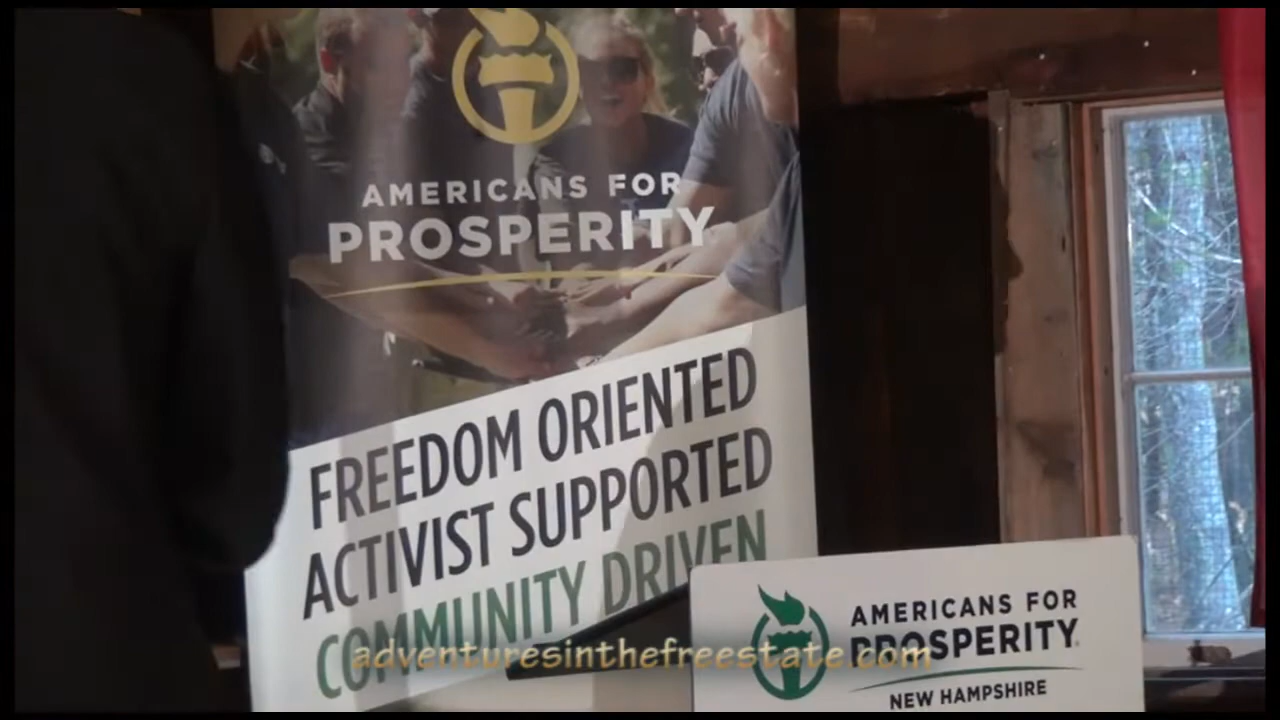 AMERICANS FOR
PROSPERITY
FREEDOM ORIENTED
ACTIVIST SUPPORTED
COMMUNITY DRIVEN
AMERICANS FOR
PROSPERITY
NEW HAMPSHIRE
adventuresinthefreestate.com